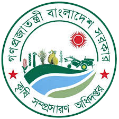 গণপ্রজাতন্ত্রী বাংলাদেশ সরকার
কৃষি সম্প্রসারণ অধিদপ্তর